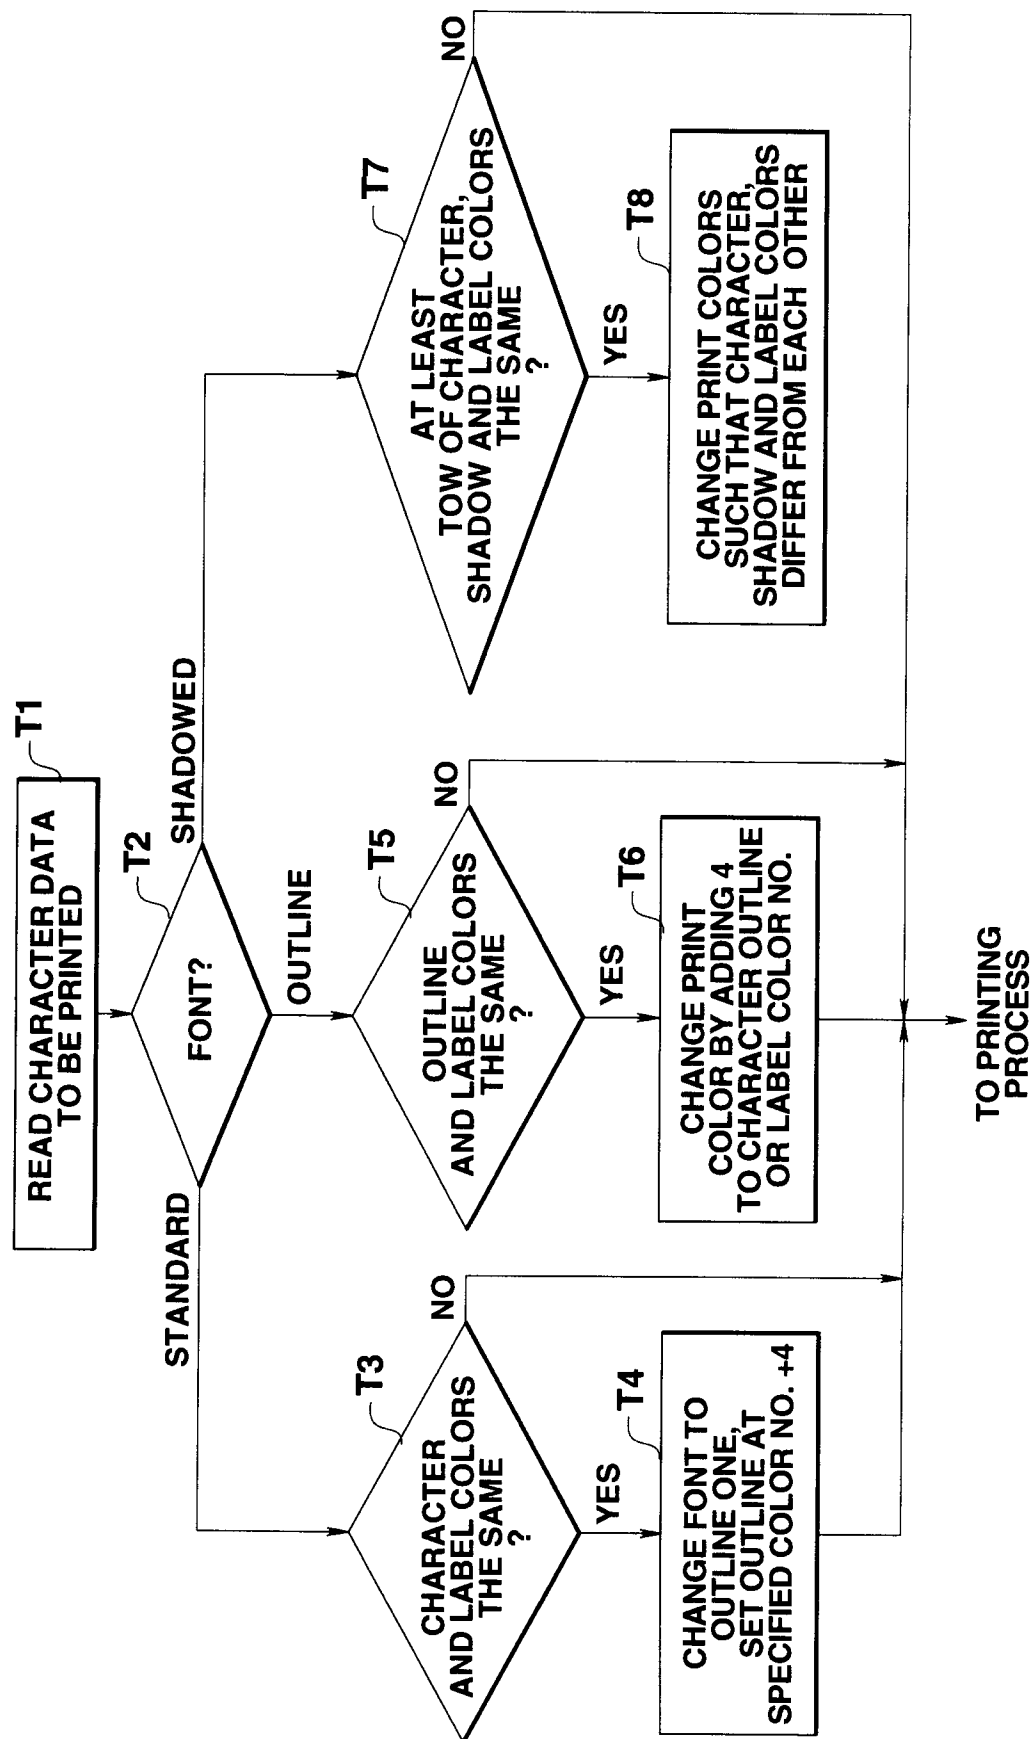 READ CHARACTER DATA
TO BE PRINTED
T1
FONT?
T2
STANDARD
OUTLINE
SHADOWED
CHARACTER
AND LABEL COLORS
THE SAME
?
T3
NO
YES
CHANGE FONT TO
OUTLINE ONE,
SET OUTLINE AT
SPECIFIED COLOR NO. +4
T4
OUTLINE
AND LABEL COLORS
THE SAME
?
T5
NO
YES
CHANGE PRINT
COLOR BY ADDING 4
TO CHARACTER OUTLINE
OR LABEL COLOR NO.
T6
AT LEAST
TOW OF CHARACTER,
SHADOW AND LABEL COLORS
THE SAME
?
T7
NO
YES
CHANGE PRINT COLORS
SUCH THAT CHARACTER,
SHADOW AND LABEL COLORS
DIFFER FROM EACH OTHER
T8
TO PRINTING
PROCESS